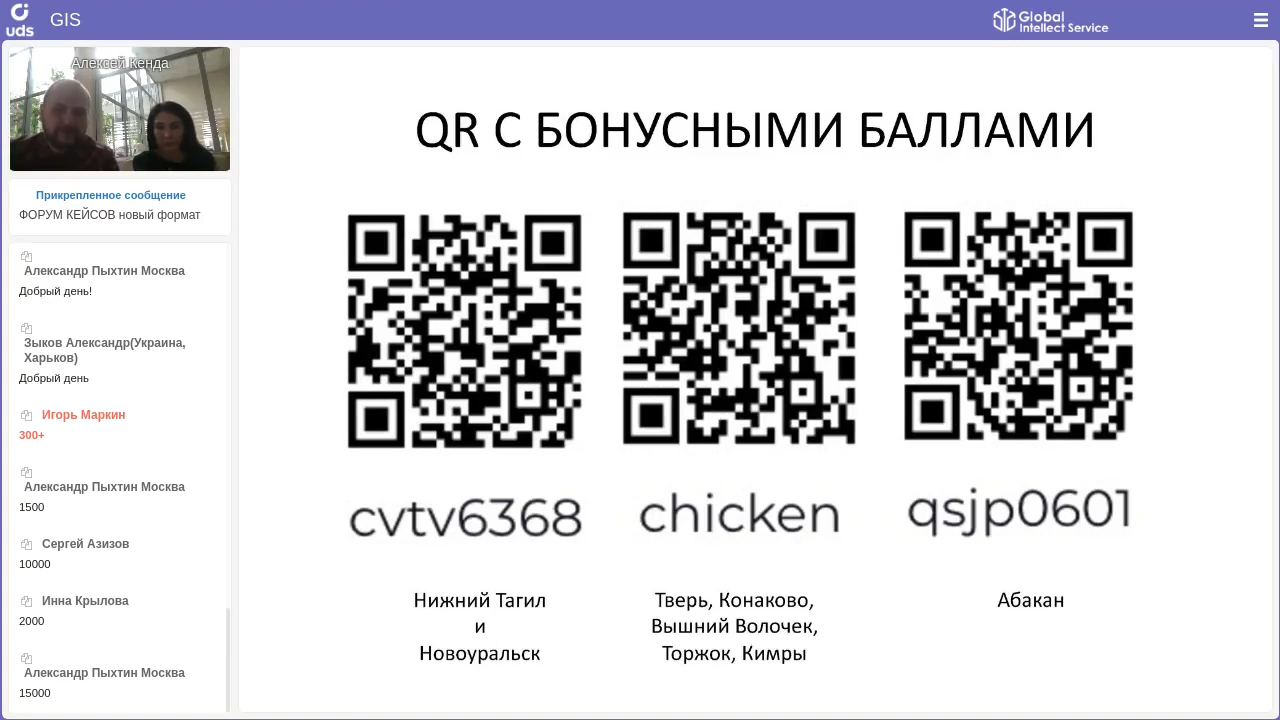 uds
GIS
Global
Intellect Service
Алексей Кенда
Прикрепленное сообщение
ФОРУМ КЕЙСОВ новый формат
Александр Пыхтин Москва
Добрый день!
Зыков Александр(Украина,
Харьков)
Добрый день
Игорь Маркин
300+
Александр Пыхтин Москва
1500
Сергей Азизов
10000
Инна Крылова
2000
Александр Пыхтин Москва
15000
QR С БОНУСНЫМИ БАЛЛАМИ
cvtv6368
chicken
qsjp0601
Нижний Тагил
и
Новоуральск
Тверь, Конаково,
Вышний Волочек,
Торжок, Кимры
Абакан